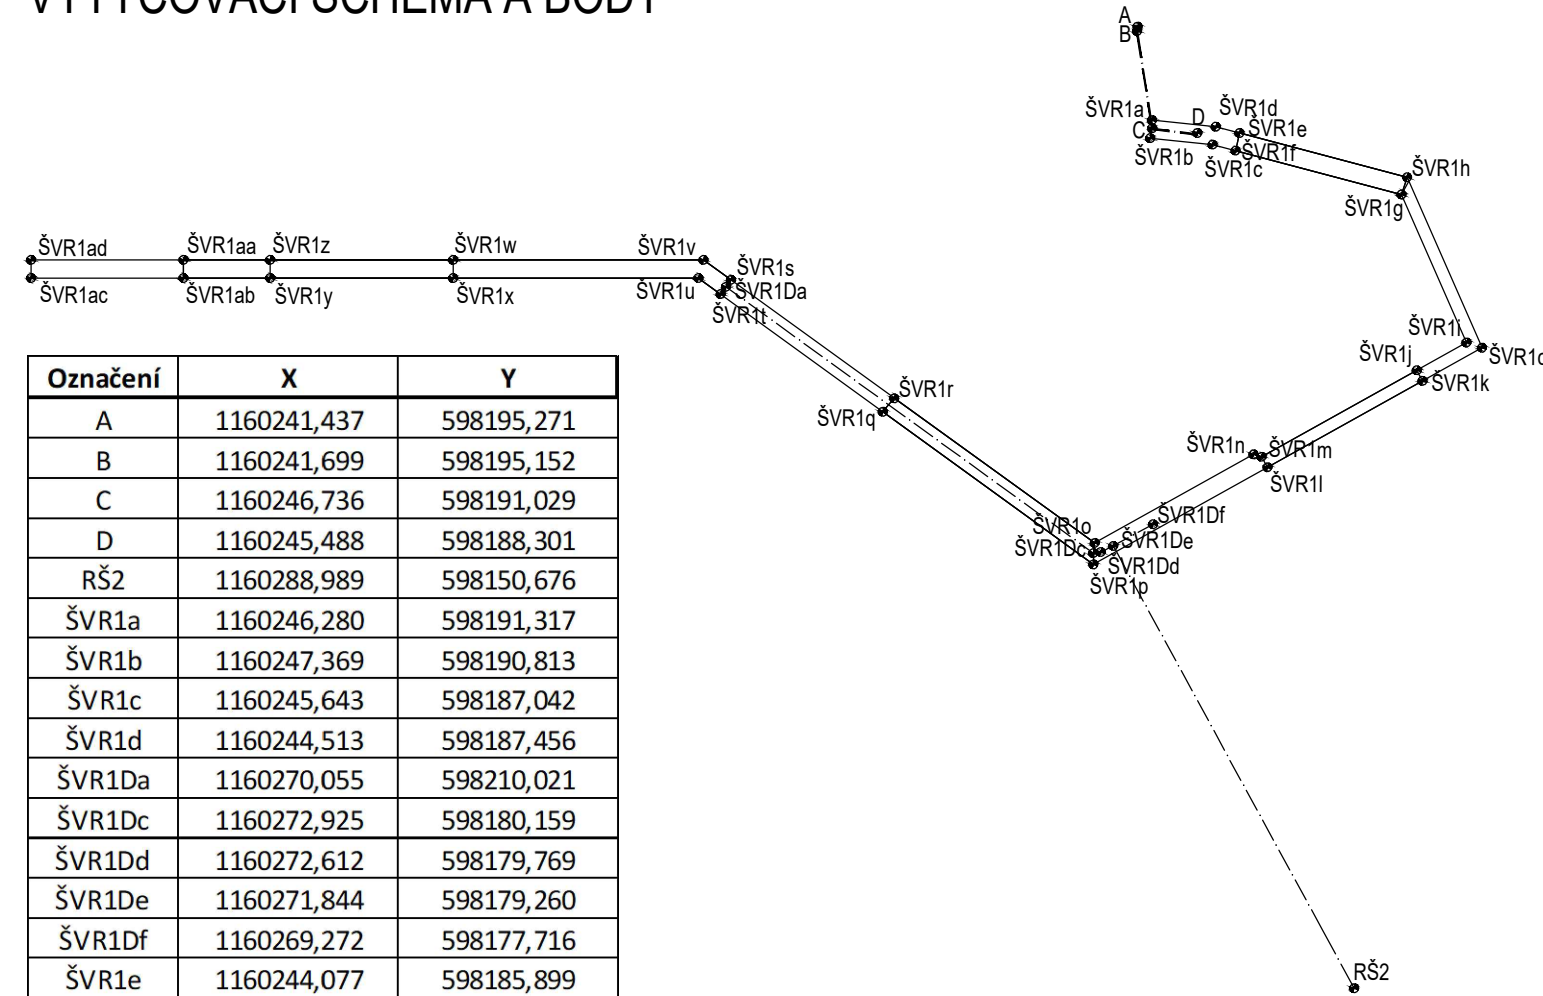 VYTYČOVACÍ SCHÉMA A BODY
A
B
ŠVR1a
C
D
ŠVR1d
ŠVR1e
ŠVR1b
ŠVR1c
ŠVR1f
ŠVR1h
ŠVR1g
ŠVR1ad
ŠVR1aa
ŠVR1z
ŠVR1w
ŠVR1v
ŠVR1s
ŠVR1Da
ŠVR1ac
ŠVR1ab
ŠVR1y
ŠVR1x
ŠVR1u
ŠVR1t
ŠVR1i
ŠVR1j
ŠVR1k
ŠVR1r
ŠVR1q
ŠVR1n
ŠVR1m
ŠVR1l
ŠVR1o
ŠVR1Df
ŠVR1Dc
ŠVR1De
ŠVR1Dd
ŠVR1p
RŠ2
Označení X Y
A 1160241,437 598195,271
B 1160241,699 598195,152
C 1160246,736 598191,029
D 1160245,488 598188,301
RŠ2 1160288,989 598150,676
ŠVR1a 1160246,280 598191,317
ŠVR1b 1160247,369 598190,813
ŠVR1c 1160245,643 598187,042
ŠVR1d 1160244,513 598187,456
ŠVR1Da 1160270,055 598210,021
ŠVR1Dc 1160272,925 598180,159
ŠVR1Dd 1160272,612 598179,769
ŠVR1De 1160271,844 598179,260
ŠVR1Df 1160269,272 598177,716
ŠVR1e 1160244,077 598185,899